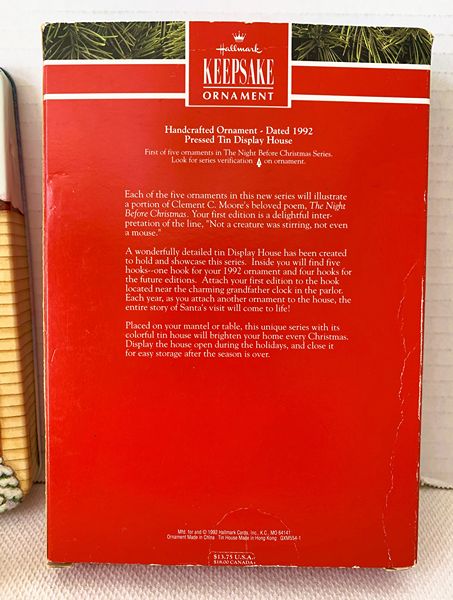 Hallmark
KEEPSAKE
ORNAMENT
Handcrafted Ornament - Dated 1992
Pressed Tin Display House
First of five ornaments in The Night Before Christmas Series.
Look for series verification on ornament.
Each of the five ornaments in this new series will illustrate
a portion of Clement C. Moore's beloved poem, The Night
Before Christmas. Your first edition is a delightful inter-
pretation of the line, "Not a creature was stirring, not even
a mouse."
A wonderfully detailed tin Display House has been created
to hold and showcase this series. Inside you will find five
hooks--one hook for your 1992 ornament and four hooks for
the future editions. Attach your first edition to the hook
located near the charming grandfather clock in the parlor.
Each year, as you attach another ornament to the house, the
entire story of Santa's visit will come to life!
Placed on your mantel or table, this unique series with its
colorful tin house will brighten your home every Christmas.
Display the house open during the holidays, and close it
for easy storage after the season is over.
Mfd. for and © 1992 Hallmark Cards, Inc., K.C., MO 64141
Ornament Made in China Tin House Made in Hong Kong QXM554-1
$13.75 U.S.A.
$18.00 CANADA